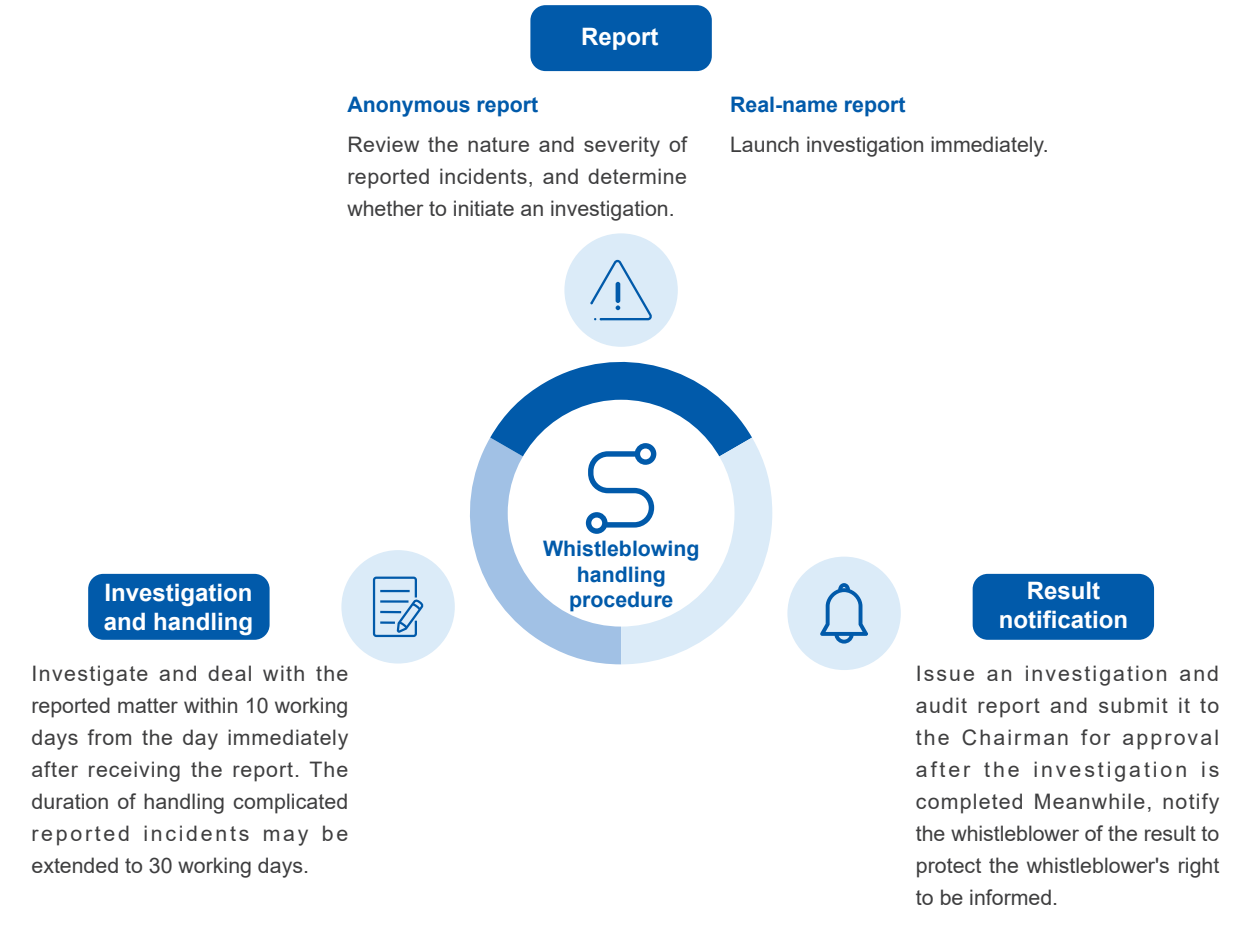 Report
Anonymous report
Review the nature and severity of
reported incidents, and determine
whether to initiate an investigation.
Real-name report
Launch investigation immediately.
Whistleblowing
handling
procedure
Investigation
and handling
Investigate and deal with the
reported matter within 10 working
days from the day immediately
after receiving the report. The
duration of handling complicated
reported incidents may be
extended to 30 working days.
Result
notification
Issue an investigation and
audit report and submit it to
the Chairman for approval
after the investigation is
completed Meanwhile, notify
the whistleblower of the result to
protect the whistleblower's right
to be informed.